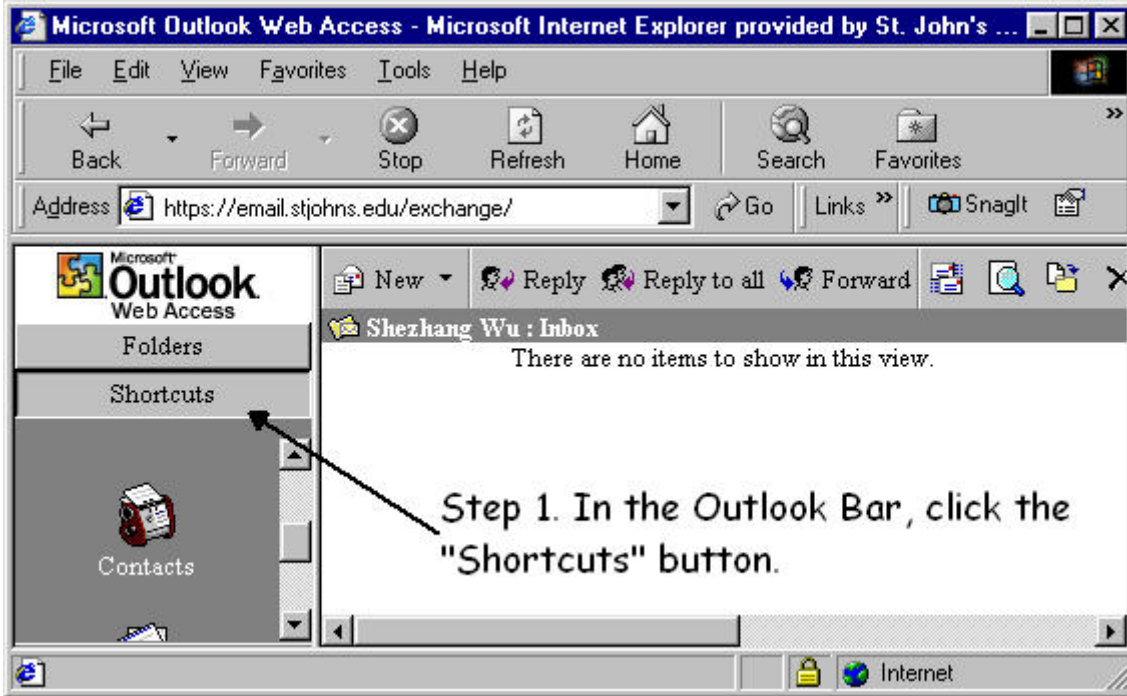 Microsoft Outlook Web Access - Microsoft Internet Explorer provided by St. John's ...
File Edit View Favorites Tools Help
Back Forward Stop Refresh Home Search Favorites »
Address https://email.stjohns.edu/exchange/ Go Links » SnagIt
Microsoft
Outlook
Web Access
New Reply Reply to all Forward
Folders
Shezhang Wu : Inbox
There are no items to show in this view.
Shortcuts
Step 1. In the Outlook Bar, click the
"Shortcuts" button.
Contacts
Internet